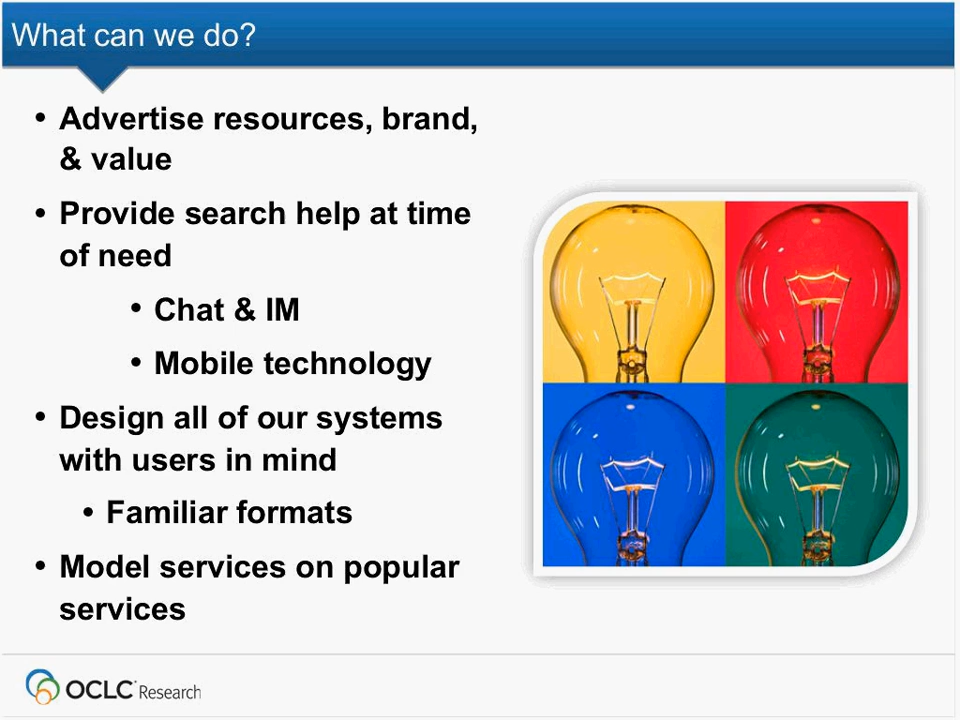 What can we do?
• Advertise resources, brand,
& value
• Provide search help at time
of need
• Chat & IM
• Mobile technology
• Design all of our systems
with users in mind
• Familiar formats
• Model services on popular
services
OCLC Research